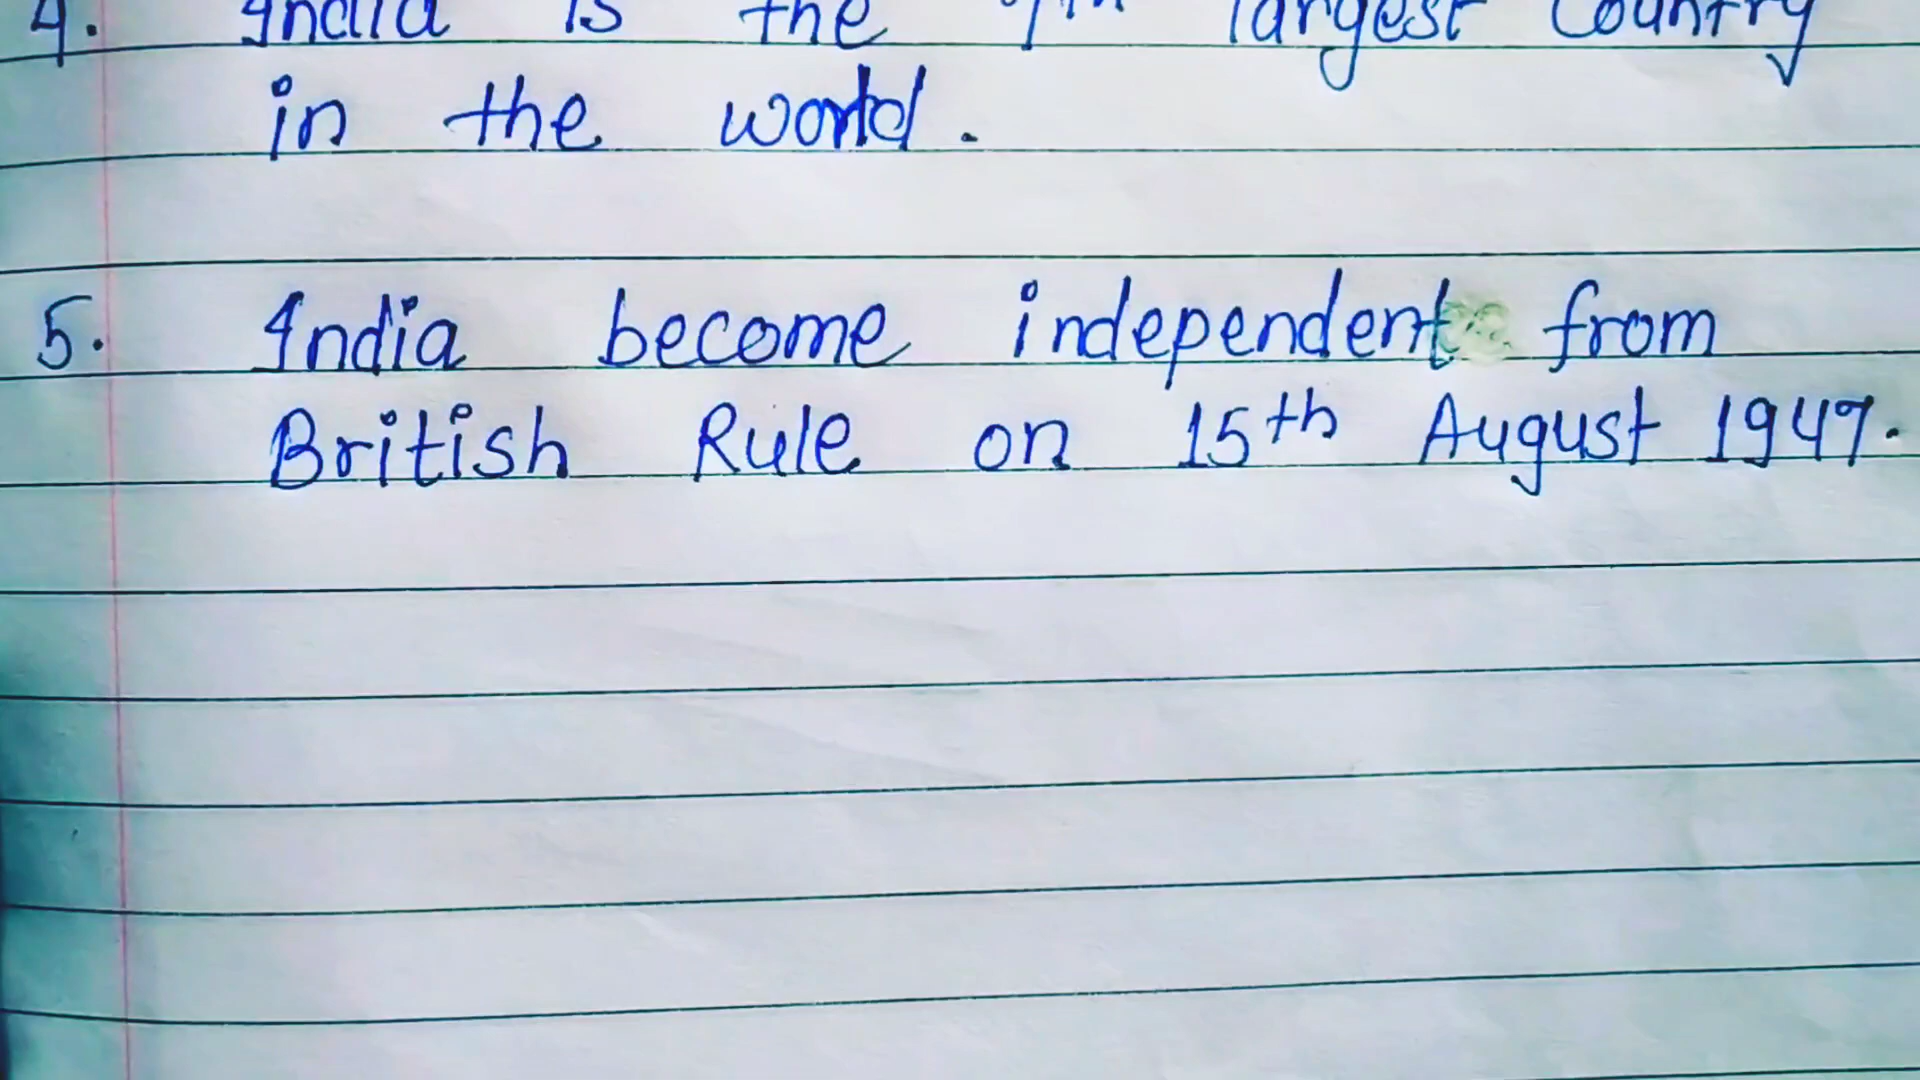 4. India is the 7th largest Country
in the world.
5. India become independent from
British Rule on 15th August 1947.